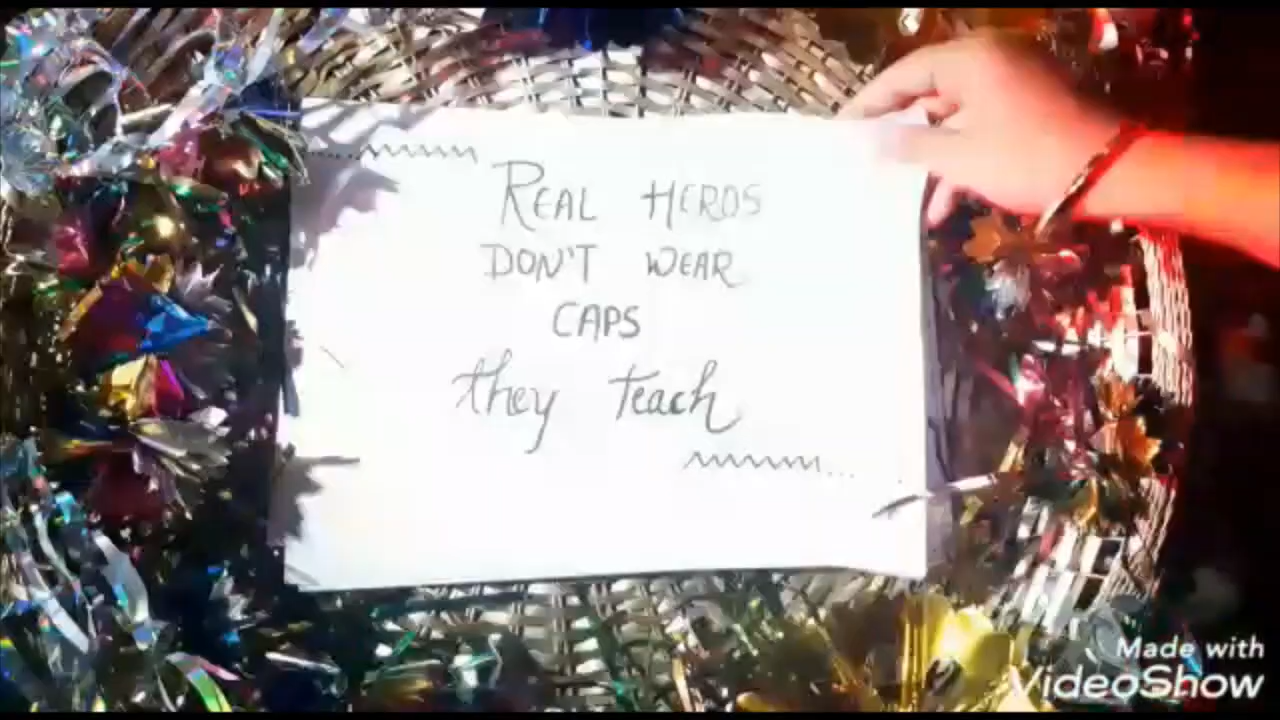 REAL HEROS
DON'T WEAR
CAPS
they teach
Made with
VideoShow